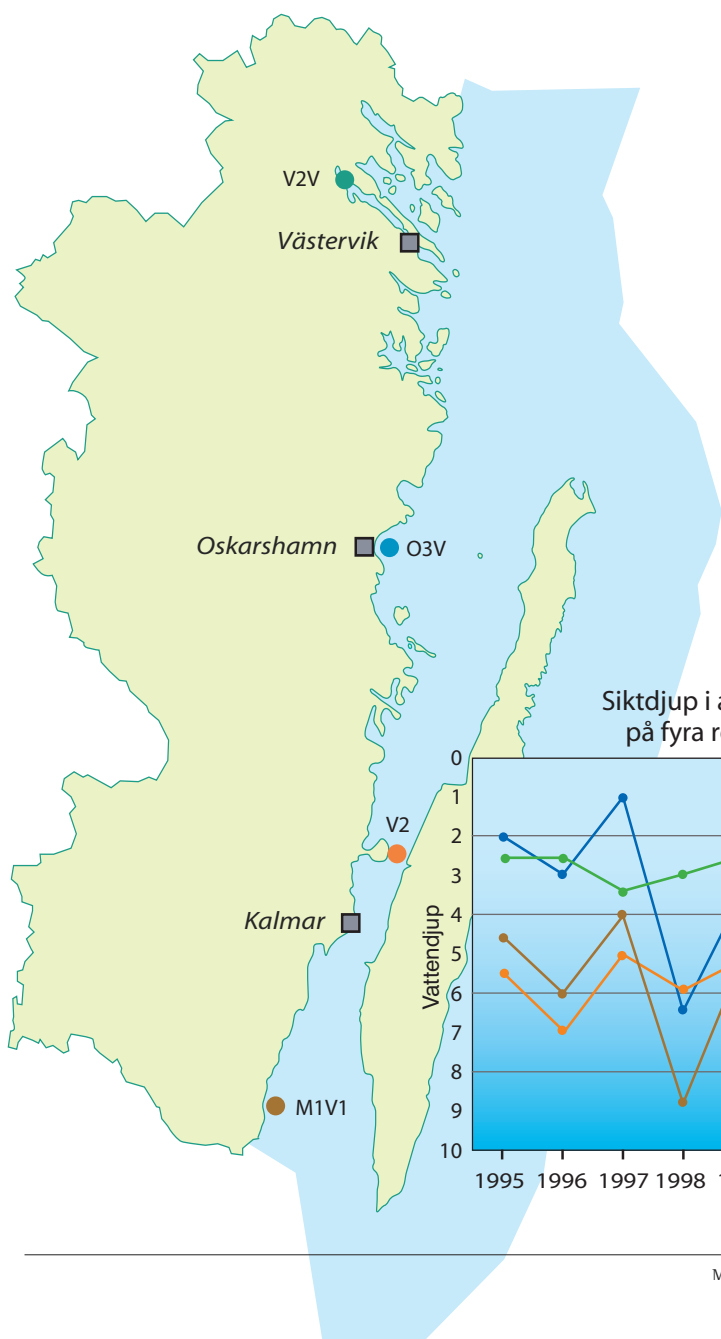 V2V
Västervik
Oskarshamn
O3V
V2
Kalmar
M1V1
Siktdjup i
på fyra
Vattendjup
0
1
2
3
4
5
6
7
8
9
10
1995 1996 1997 1998